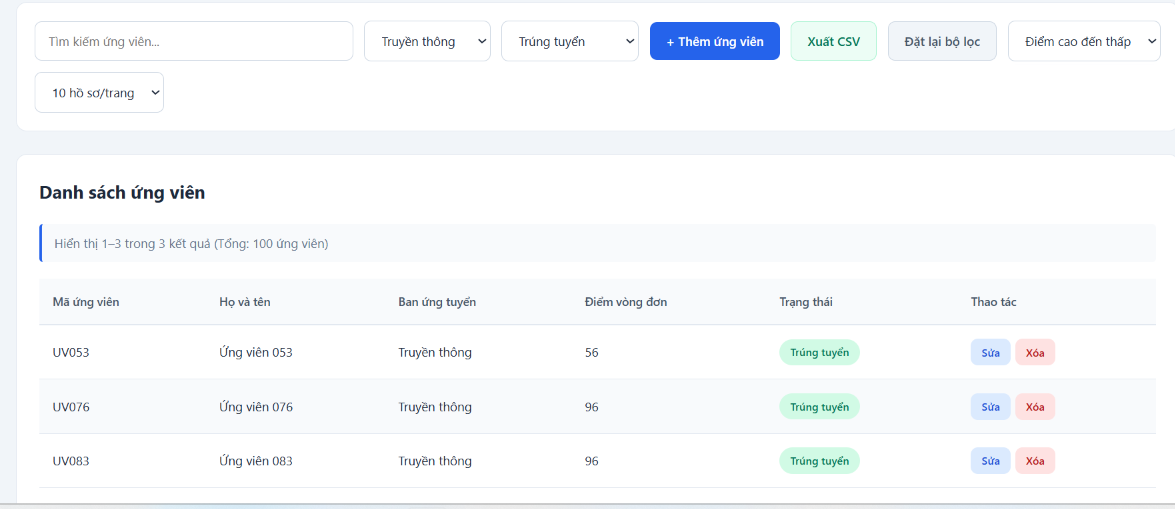 Tìm kiếm ứng viên... Truyền thông Trúng tuyển + Thêm ứng viên Xuất CSV Đặt lại bộ lọc Điểm cao đến thấp
10 hồ sơ/trang
Danh sách ứng viên
Hiển thị 1–3 trong 3 kết quả (Tổng: 100 ứng viên)
Mã ứng viên Họ và tên Ban ứng tuyển Điểm vòng đơn Trạng thái Thao tác
UV053 Ứng viên 053 Truyền thông 56 Trúng tuyển Sửa Xóa
UV076 Ứng viên 076 Truyền thông 96 Trúng tuyển Sửa Xóa
UV083 Ứng viên 083 Truyền thông 96 Trúng tuyển Sửa Xóa